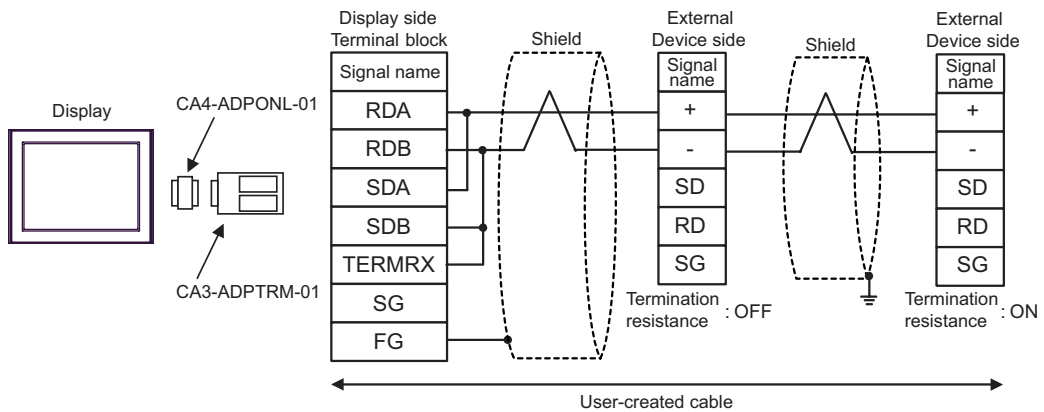 Display
CA4-ADPONL-01
CA3-ADPTRM-01
Display side
Terminal block
Signal name
RDA
RDB
SDA
SDB
TERMRX
SG
FG
Shield
External
Device side
Signal
name
+
-
SD
RD
SG
Termination
resistance : OFF
Shield
External
Device side
Signal
name
+
-
SD
RD
SG
Termination
resistance : ON
User-created cable